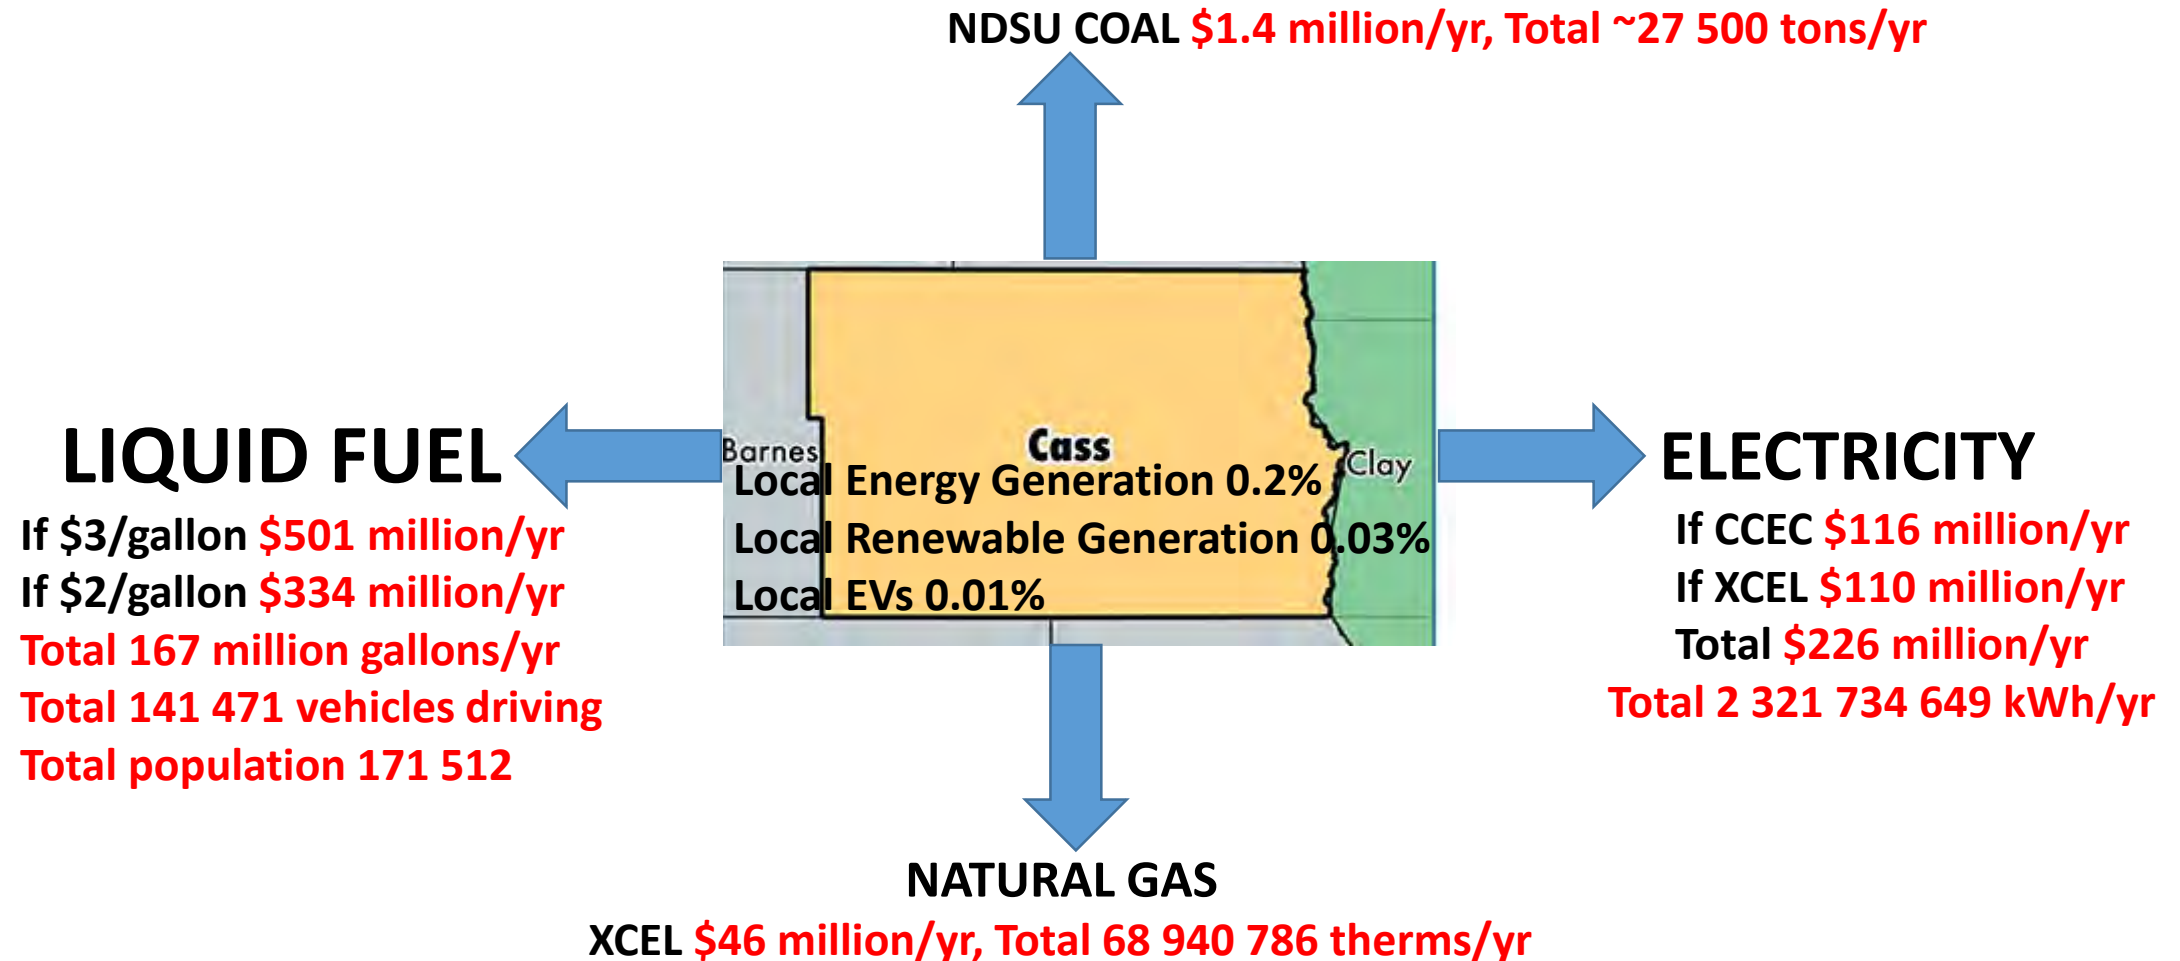 NDSU COAL $1.4 million/yr, Total ~27 500 tons/yr
LIQUID FUEL
If $3/gallon $501 million/yr
If $2/gallon $334 million/yr
Total 167 million gallons/yr
Total 141 471 vehicles driving
Total population 171 512
Barnes
Cass
Clay
Local Energy Generation 0.2%
Local Renewable Generation 0.03%
Local EVs 0.01%
ELECTRICITY
If CCEC $116 million/yr
If XCEL $110 million/yr
Total $226 million/yr
Total 2 321 734 649 kWh/yr
NATURAL GAS
XCEL $46 million/yr, Total 68 940 786 therms/yr